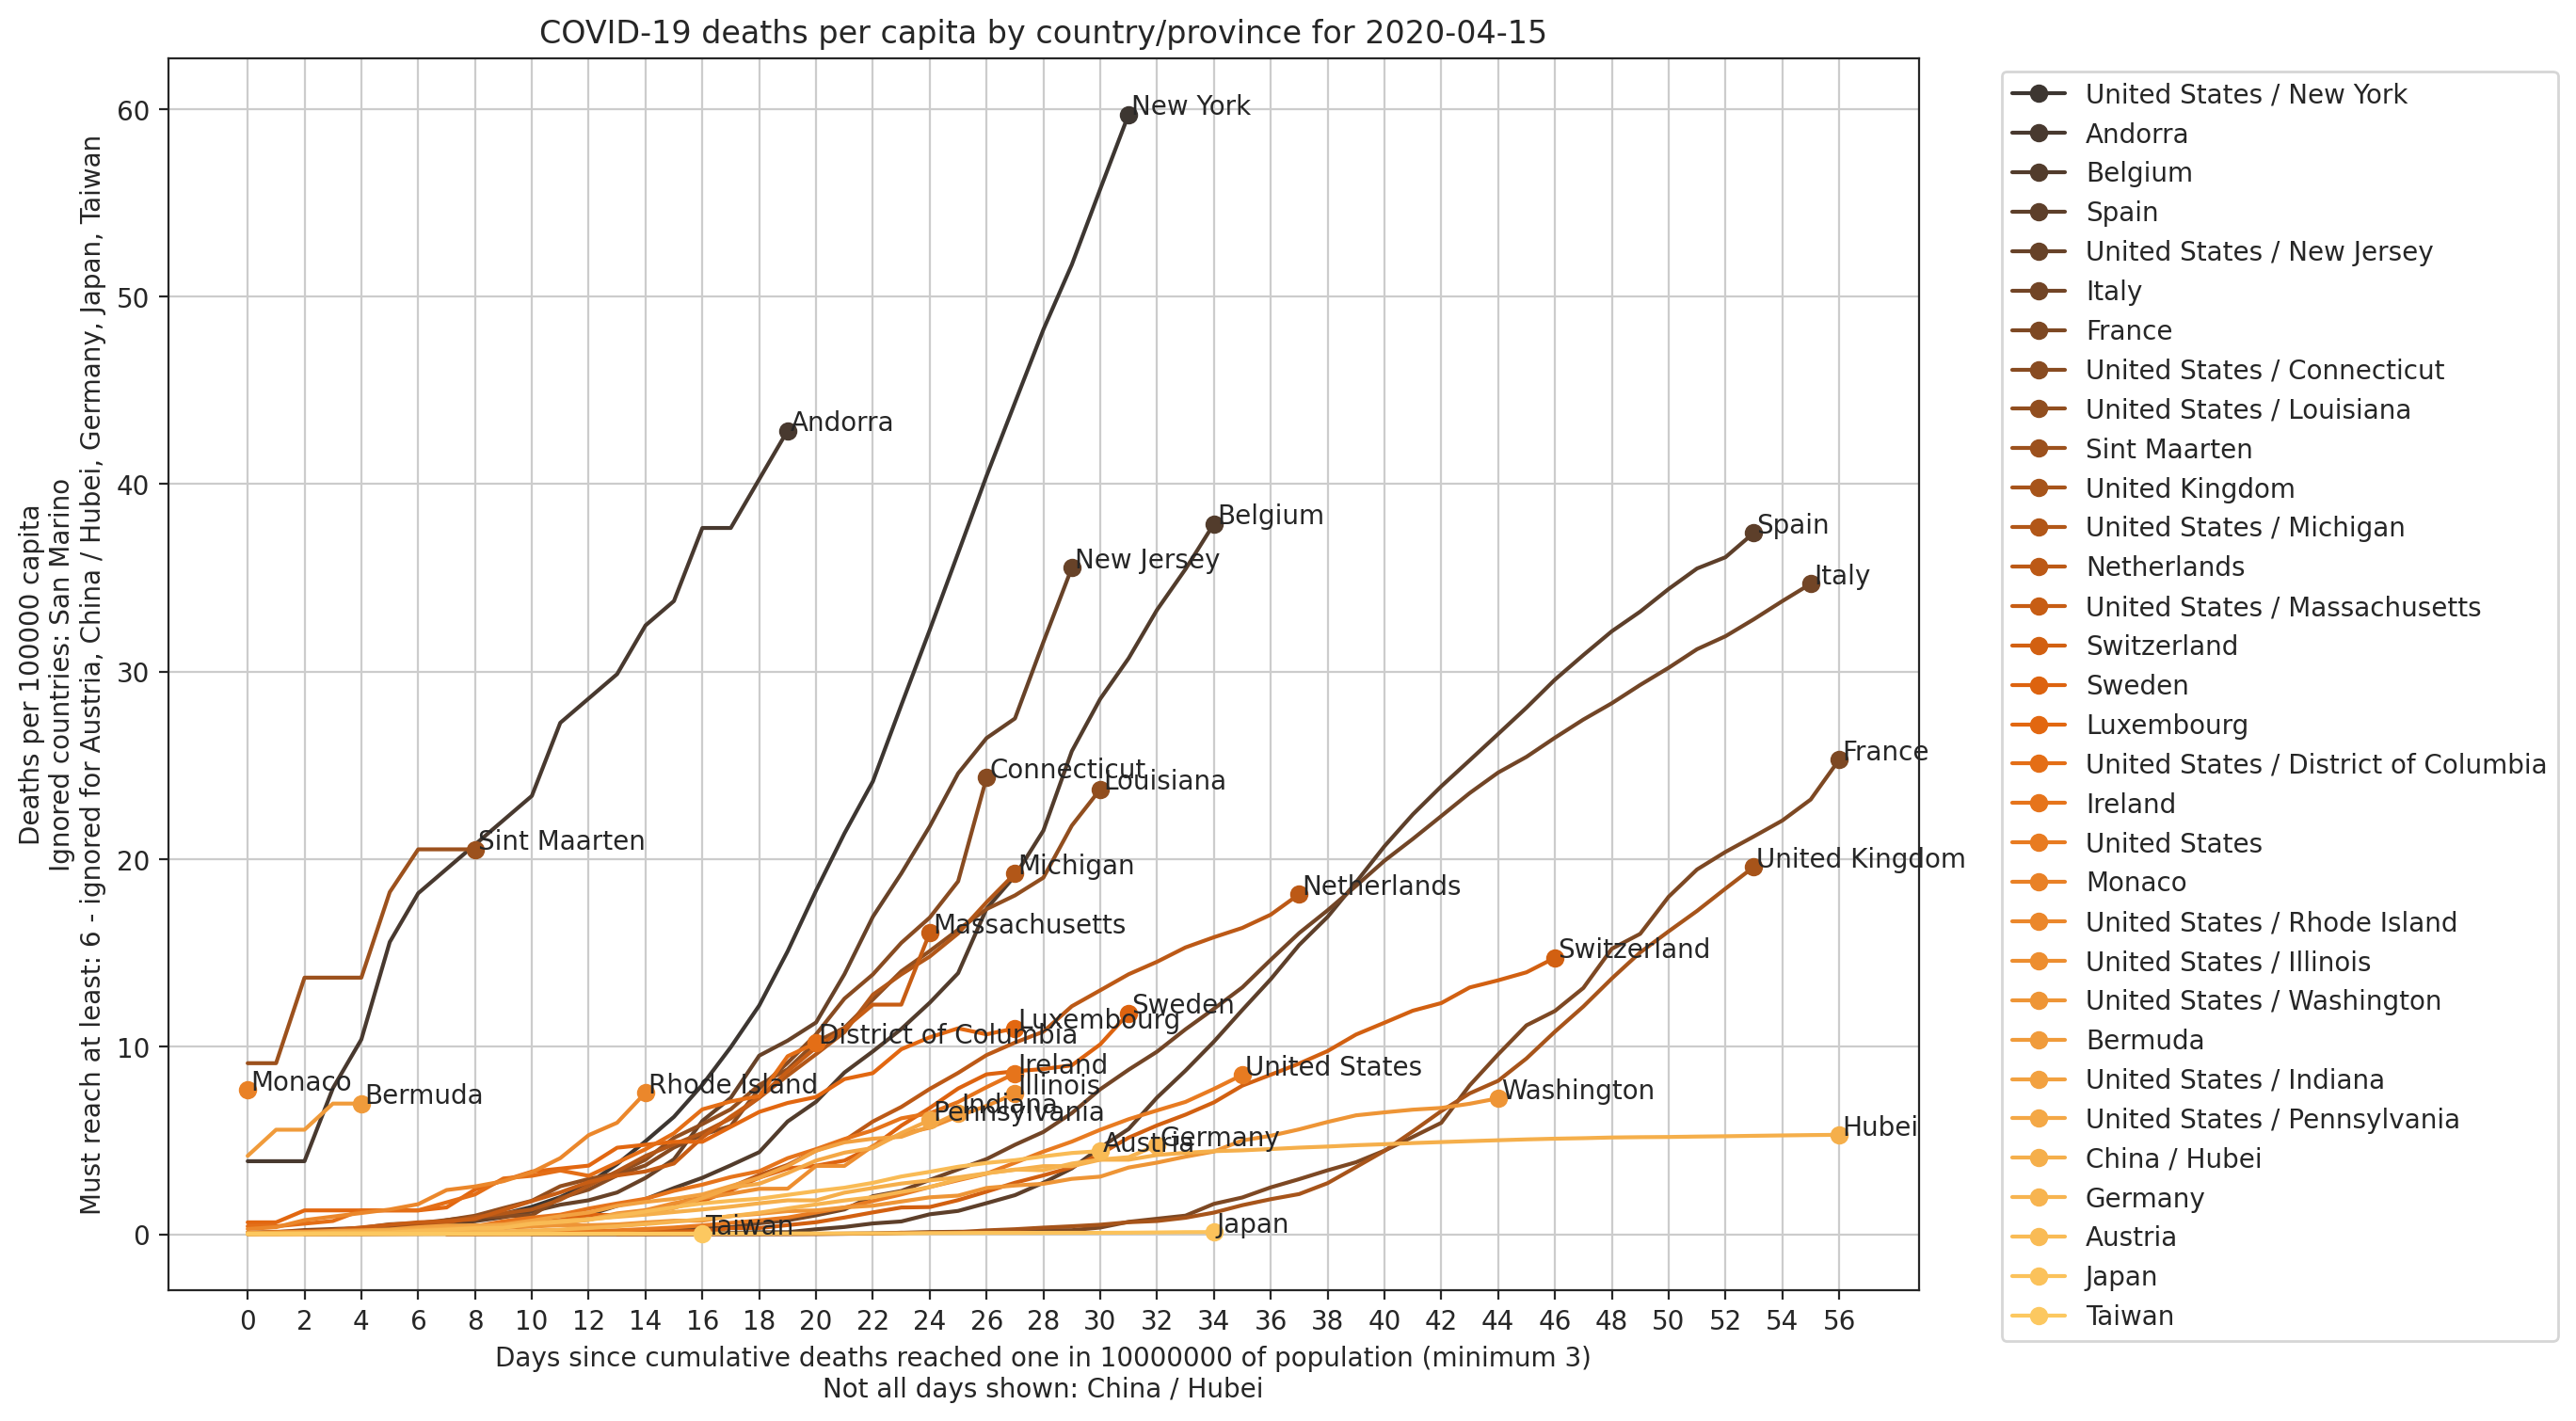 COVID-19 deaths per capita by country/province for 2020-04-15
Deaths per 100000 capita
Ignored countries: San Marino
Must reach at least: 6 - ignored for Austria, China / Hubei, Germany, Japan, Taiwan
60
50
40
30
20
10
0
New York
Andorra
Belgium
Spain
New Jersey
Italy
France
Connecticut
Louisiana
Sint Maarten
Michigan
United Kingdom
Netherlands
Massachusetts
Switzerland
Sweden
Luxembourg
District of Columbia
Ireland
United States
Monaco
Rhode Island
Illinois
Bermuda
Washington
Indiana
Pennsylvania
Hubei
Germany
Austria
Taiwan
Japan
0 2 4 6 8 10 12 14 16 18 20 22 24 26 28 30 32 34 36 38 40 42 44 46 48 50 52 54 56
Days since cumulative deaths reached one in 10000000 of population (minimum 3)
Not all days shown: China / Hubei
United States / New York
Andorra
Belgium
Spain
United States / New Jersey
Italy
France
United States / Connecticut
United States / Louisiana
Sint Maarten
United Kingdom
United States / Michigan
Netherlands
United States / Massachusetts
Switzerland
Sweden
Luxembourg
United States / District of Columbia
Ireland
United States
Monaco
United States / Rhode Island
United States / Illinois
United States / Washington
Bermuda
United States / Indiana
United States / Pennsylvania
China / Hubei
Germany
Austria
Japan
Taiwan